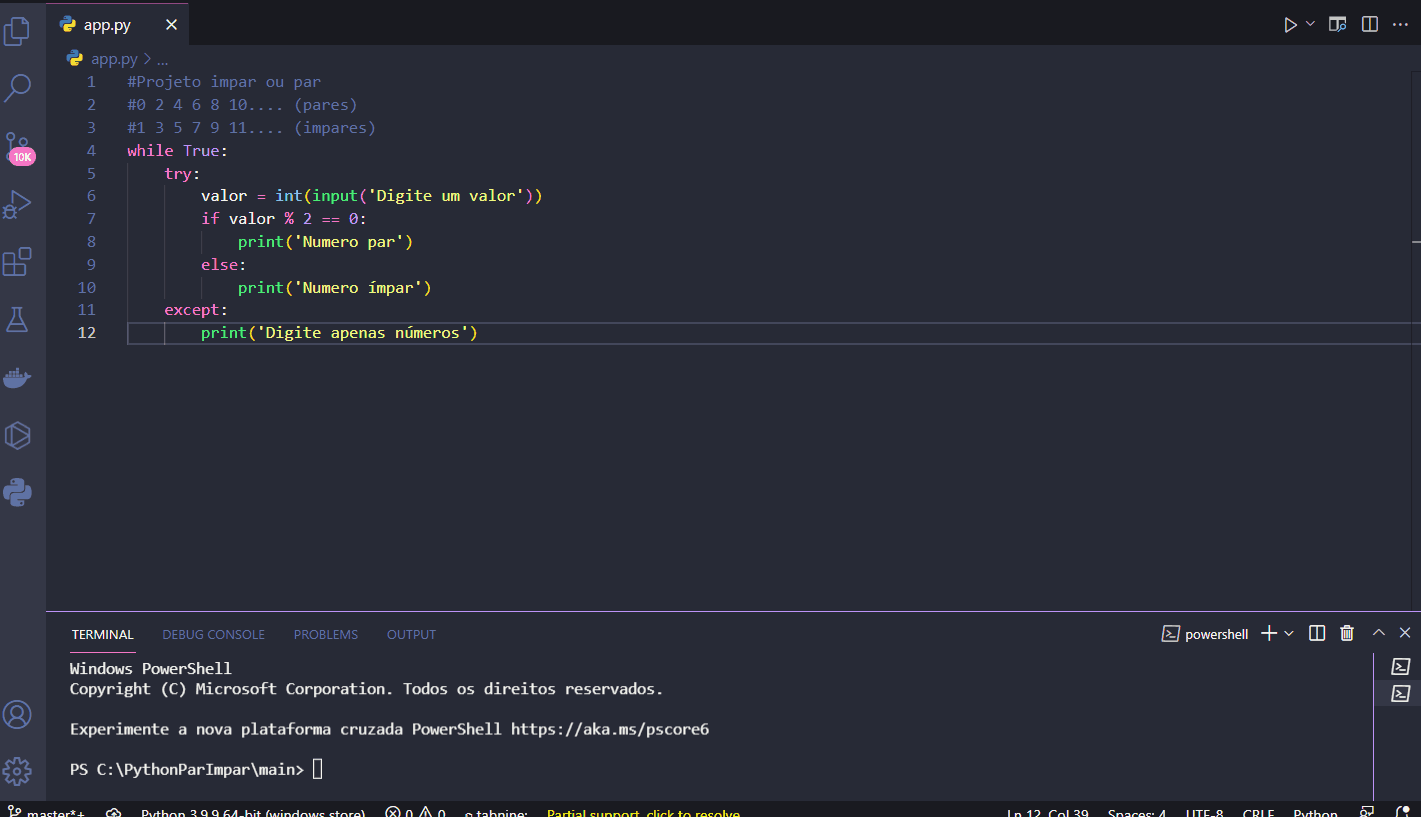 app.py
app.py > ...
1 #Projeto impar ou par
2 #0 2 4 6 8 10.... (pares)
3 #1 3 5 7 9 11.... (impares)
4 while True:
5 try:
6 valor = int(input('Digite um valor'))
7 if valor % 2 == 0:
8 print('Numero par')
9 else:
10 print('Numero ímpar')
11 except:
12 print('Digite apenas números')
10K
TERMINAL DEBUG CONSOLE PROBLEMS OUTPUT powershell
Windows PowerShell
Copyright (C) Microsoft Corporation. Todos os direitos reservados.
Experimente a nova plataforma cruzada PowerShell https://aka.ms/pscore6
PS C:\PythonParImpar\main>
master*+ Python 3.9.9 64-bit (windows store) 0 0 tabnine: Partial support, click to resolve Ln 12, Col 39 Spaces: 4 UTF-8 CRLF Python